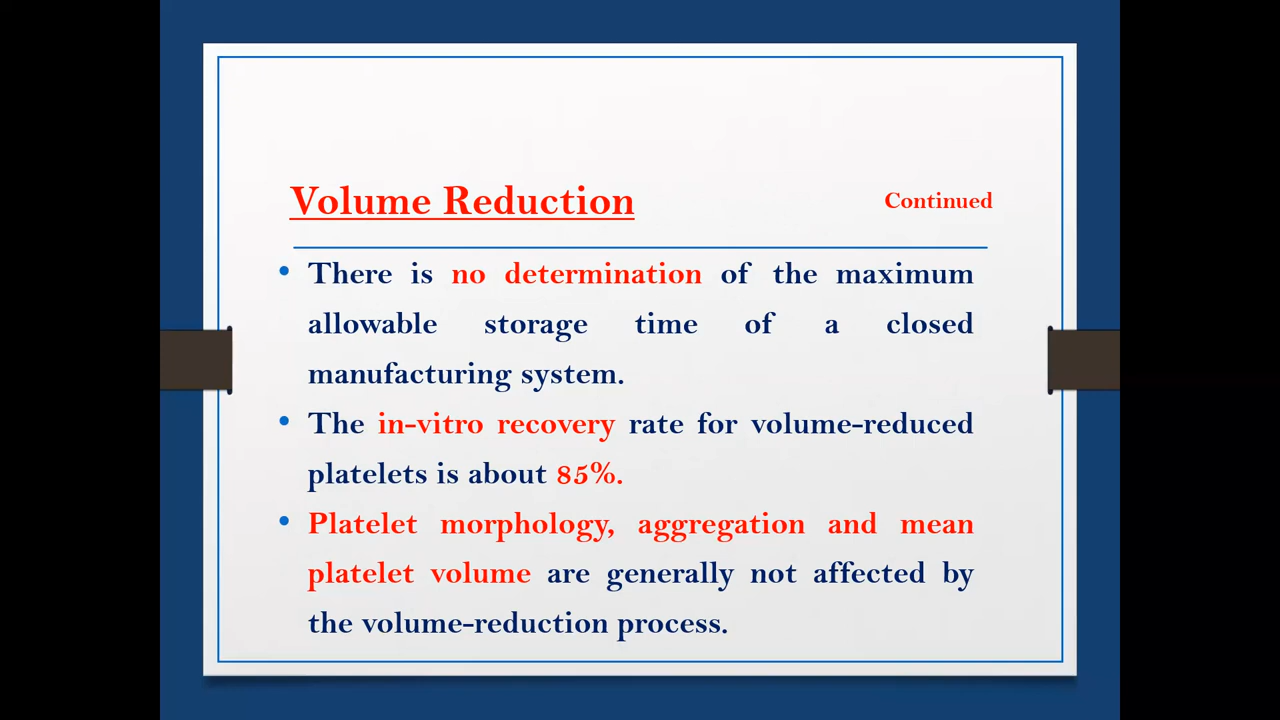 Volume Reduction
Continued
• There is no determination of the maximum
allowable storage time of a closed
manufacturing system.
• The in-vitro recovery rate for volume-reduced
platelets is about 85%.
• Platelet morphology, aggregation and mean
platelet volume are generally not affected by
the volume-reduction process.